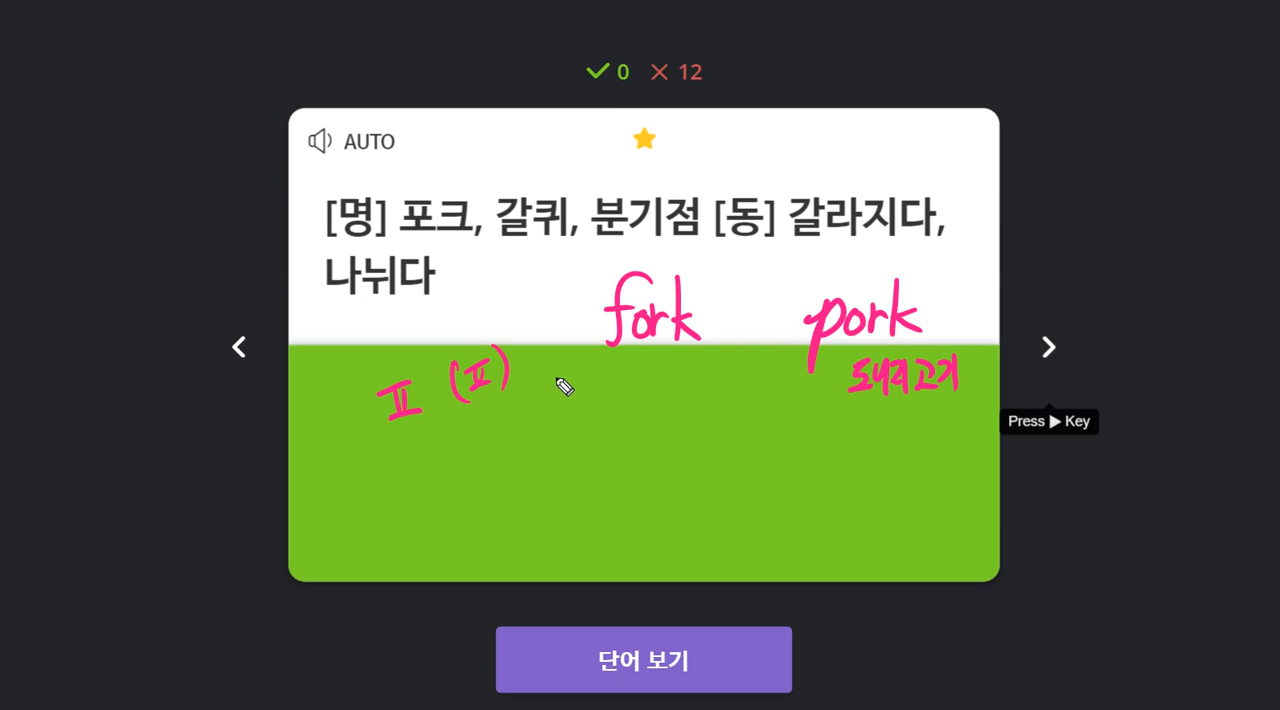 0 12
AUTO
[명] 포크, 갈퀴, 분기점 [동] 갈라지다,
나뉘다
fork pork
돼지고기
ㅍ (ㅍ)
Press ▶ Key
단어 보기